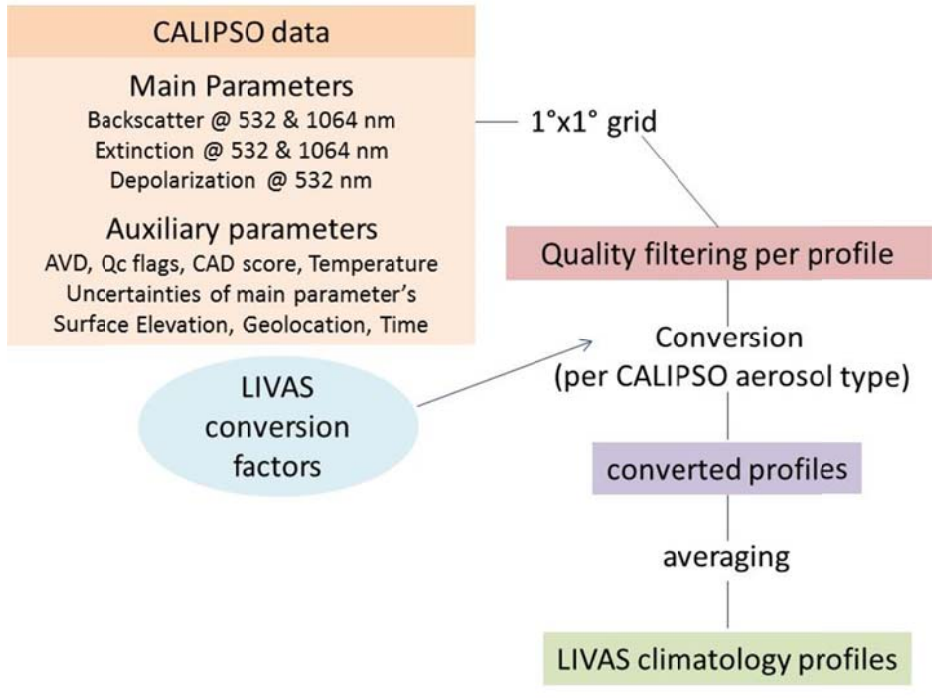 CALIPSO data
Main Parameters
Backscatter @ 532 & 1064 nm
Extinction @ 532 & 1064 nm
Depolarization @ 532 nm
Auxiliary parameters
AVD, Qc flags, CAD score, Temperature
Uncertainties of main parameter's
Surface Elevation, Geolocation, Time
1°x1° grid
Quality filtering per profile
Conversion
(per CALIPSO aerosol type)
LIVAS
conversion
factors
converted profiles
averaging
LIVAS climatology profiles